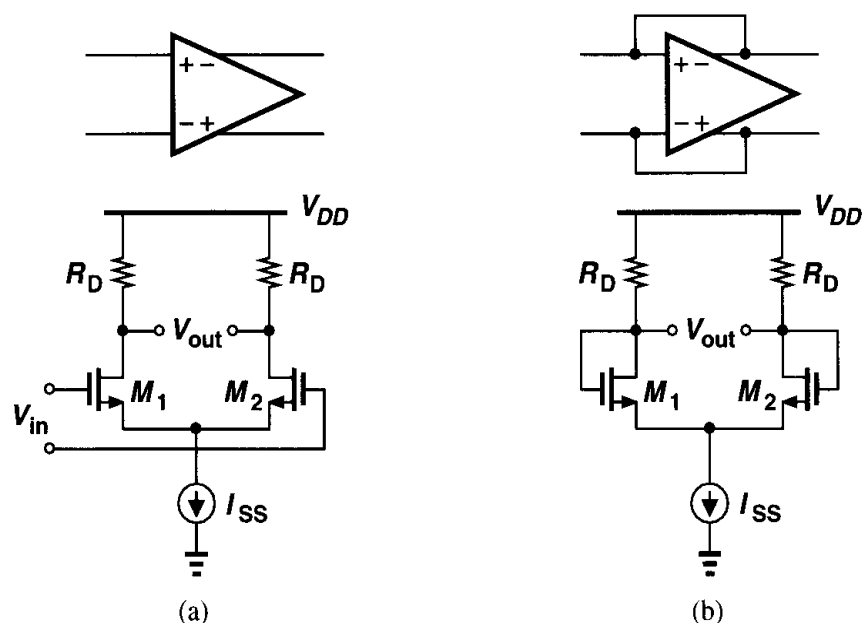 + −
− +
+ −
− +
V_DD
V_DD
R_D R_D
R_D R_D
V_out
V_out
M_1 M_2
M_1 M_2
V_in
I_SS
I_SS
(a)
(b)